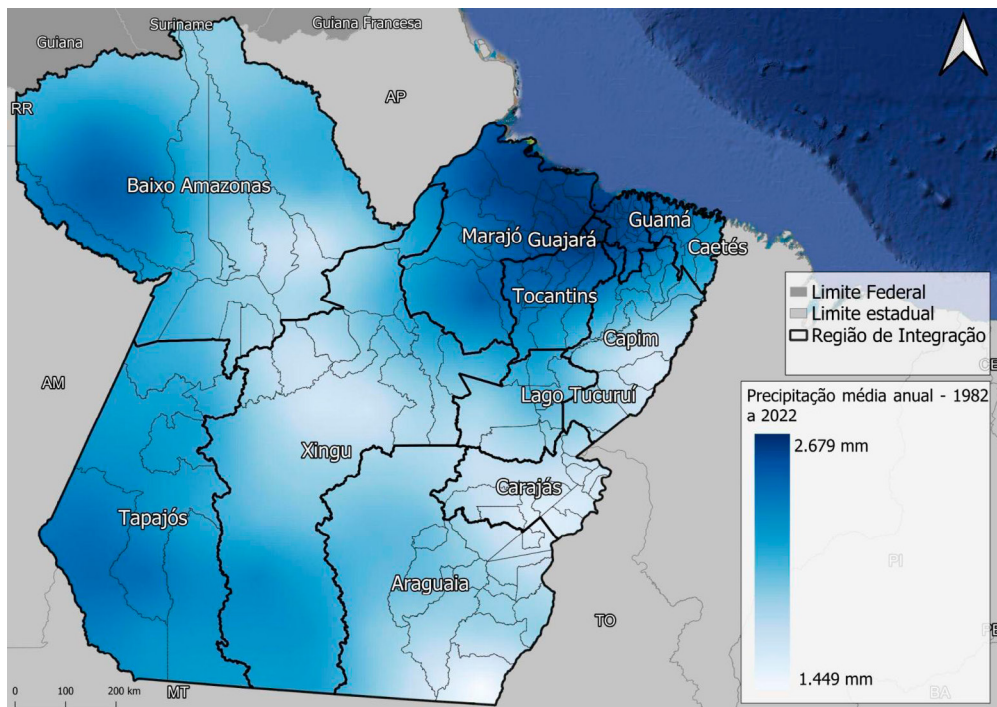 Suriname
Guiana Francesa
Guiana
RR
AP
Baixo Amazonas
Marajó
Guajará
Guamá
Caetés
Tocantins
Capim
Lago Tucuruí
AM
Xingu
Carajás
Tapajós
Araguaia
TO
MT
Limite Federal
Limite estadual
Região de Integração
CE
Precipitação média anual - 1982
a 2022
2.679 mm
1.449 mm
PI
PE
BA
0 100 200 km